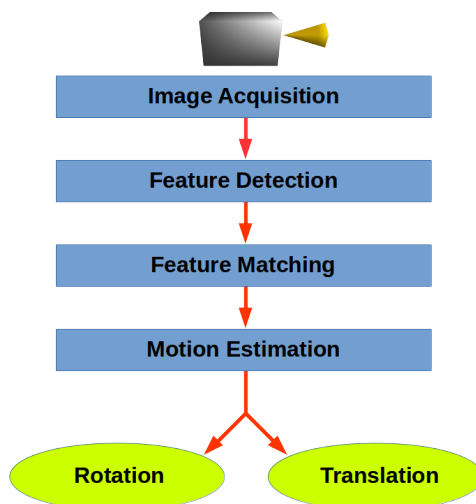 Image Acquisition
Feature Detection
Feature Matching
Motion Estimation
Rotation
Translation